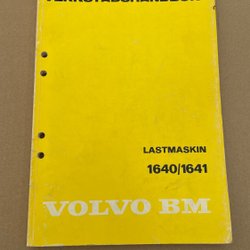 VERKSTADSHANDBOK
LASTMASKIN
1640/1641
VOLVO BM